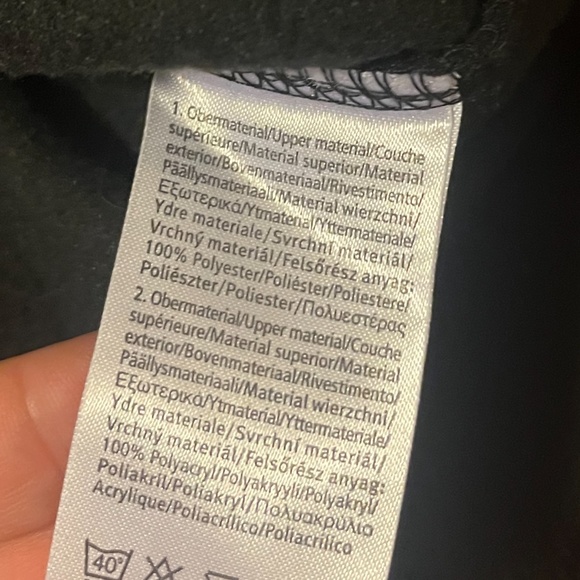 1. Obermaterial/Upper material/Couche
supérieure/Material superior/Material
exterior/Bovenmateriaal/Rivestimento/
Päällysmateriaali/Material wierzchni/
Εξωτερικά/Ytmaterial/Yttermateriale/
Ydre materiale/Svrchní materiál/
Vrchný materiál/Felsőrész anyag:
100% Polyester/Poliéster/Poliestere/
Poliészter/Poliester/Πολυεστέρας
2. Obermaterial/Upper material/Couche
supérieure/Material superior/Material
exterior/Bovenmateriaal/Rivestimento/
Päällysmateriaali/Material wierzchni/
Εξωτερικά/Ytmaterial/Yttermateriale/
Ydre materiale/Svrchní materiál/
Vrchný materiál/Felsőrész anyag:
100% Polyacryl/Polyakryyli/Polyakryl/
Poliakril/Poliakryl/Πολυακρύλιο
Acrylique/Poliacrilico/Poliacrílico
40°